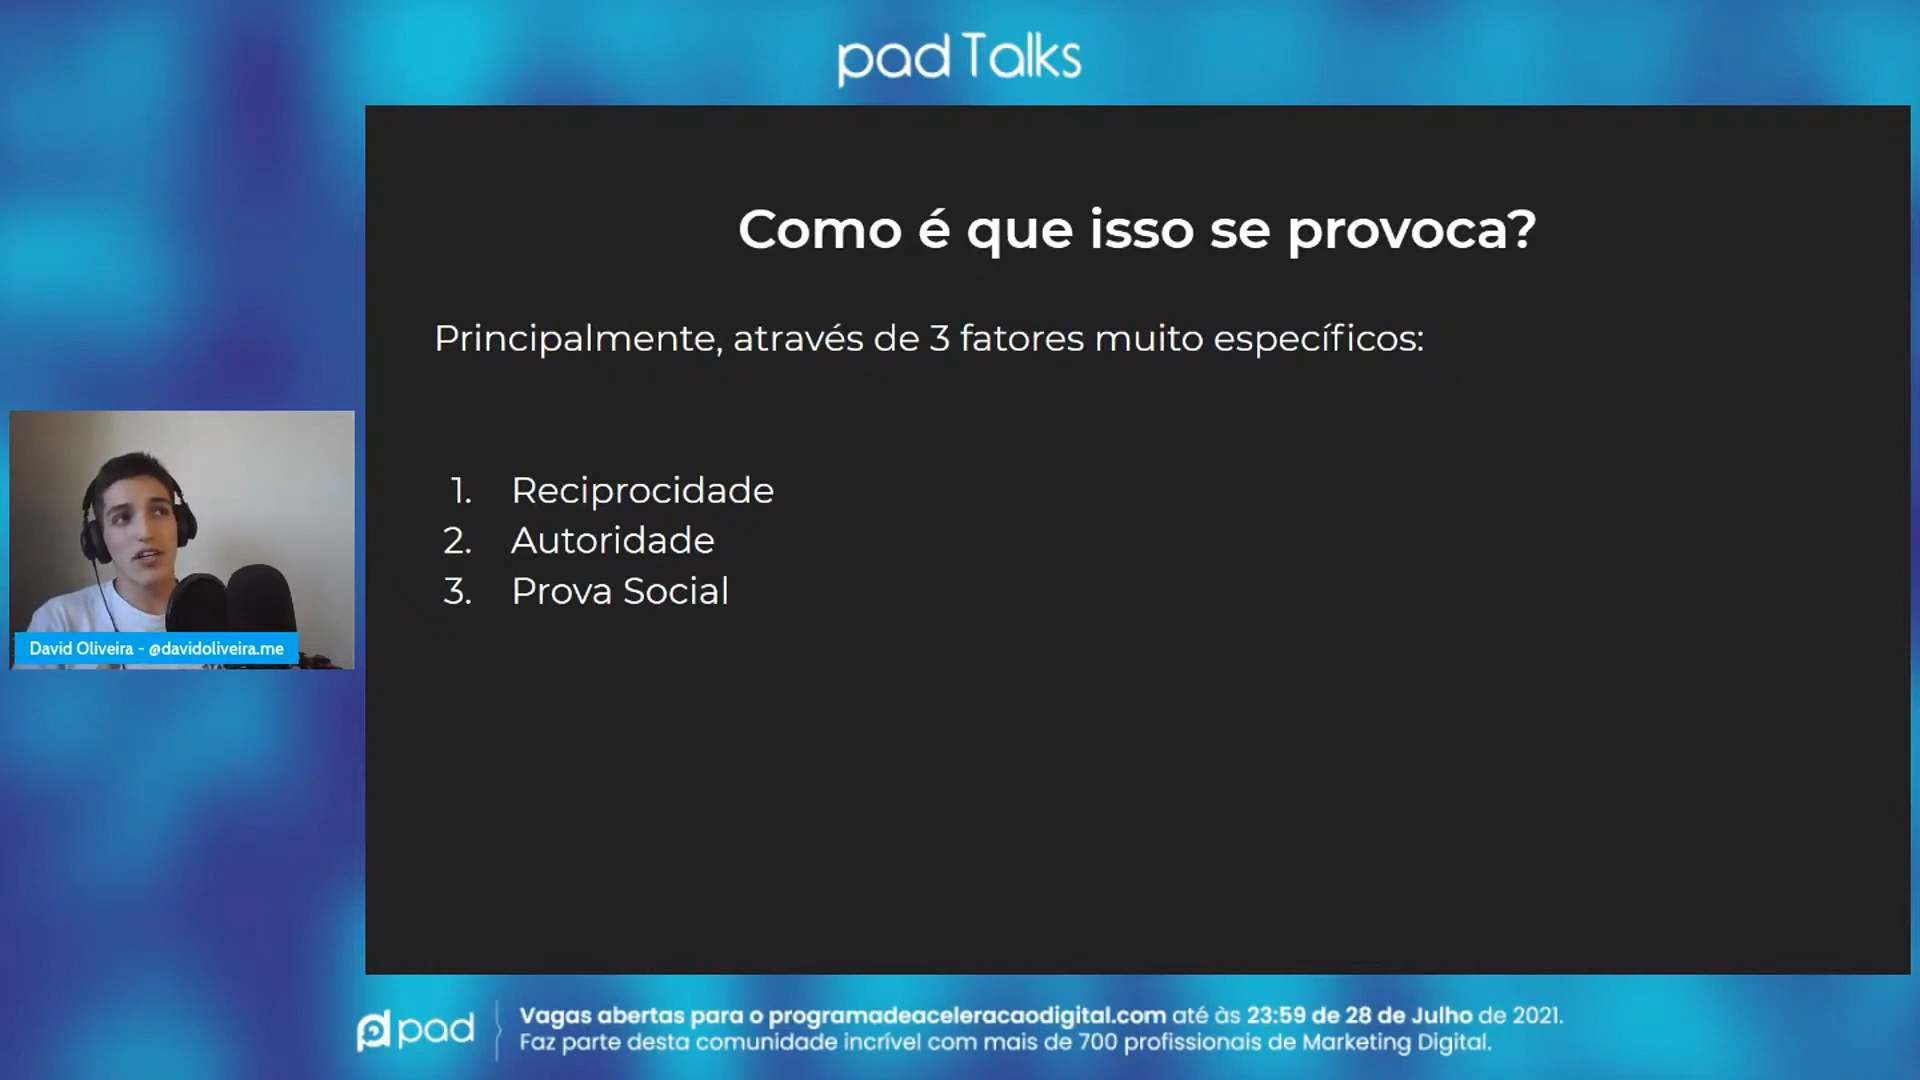 pad Talks
Como é que isso se provoca?
Principalmente, através de 3 fatores muito específicos:
1. Reciprocidade
2. Autoridade
3. Prova Social
David Oliveira - @davidoliveira.me
pad
Vagas abertas para o programadeaceleracaodigital.com até às 23:59 de 28 de Julho de 2021.
Faz parte desta comunidade incrível com mais de 700 profissionais de Marketing Digital.